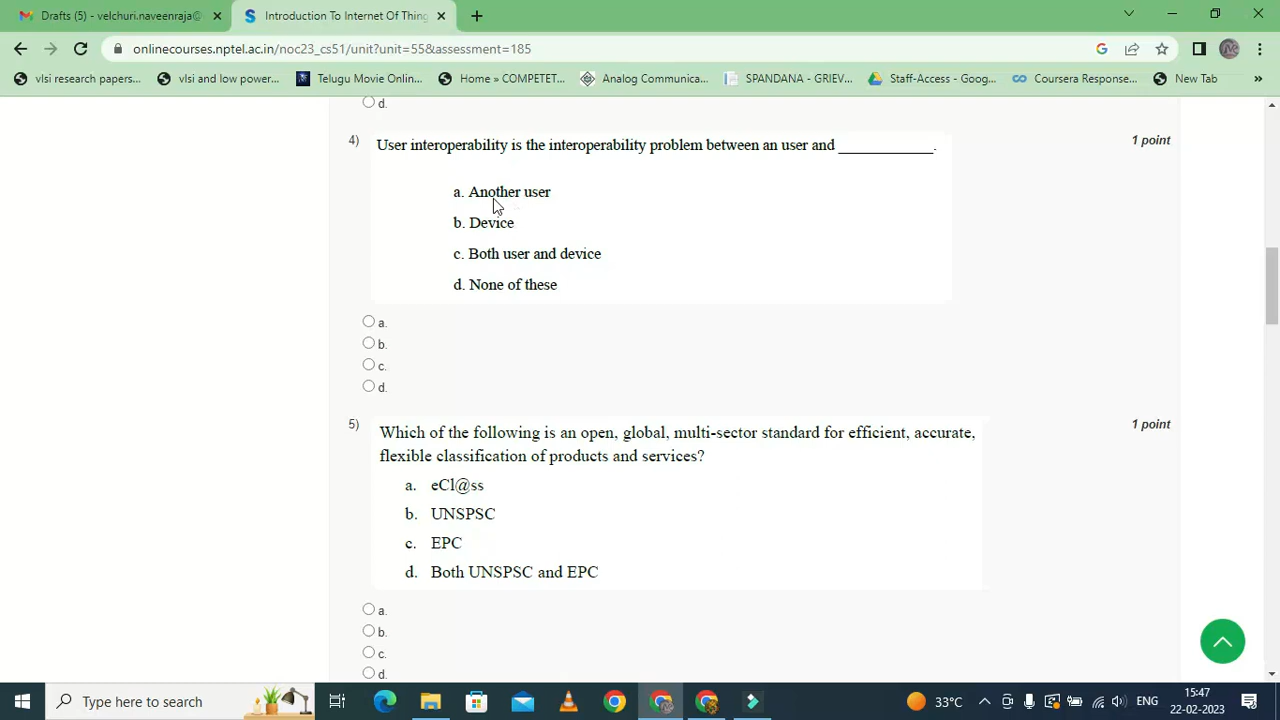 Drafts (5) - velchuri.naveenraja@
Introduction To Internet Of Thing
onlinecourses.nptel.ac.in/noc23_cs51/unit?unit=55&assessment=185
vlsi research papers...
vlsi and low power...
Telugu Movie Onlin...
Home » COMPETET...
Analog Communica...
SPANDANA - GRIEV...
Staff-Access - Goog...
Coursera Response...
New Tab
»
d.
4) User interoperability is the interoperability problem between an user and ____________. 1 point
a. Another user
b. Device
c. Both user and device
d. None of these
a.
b.
c.
d.
5) Which of the following is an open, global, multi-sector standard for efficient, accurate, 1 point
flexible classification of products and services?
a. eCl@ss
b. UNSPSC
c. EPC
d. Both UNSPSC and EPC
a.
b.
c.
d.
Type here to search
33°C
ENG
15:47
22-02-2023